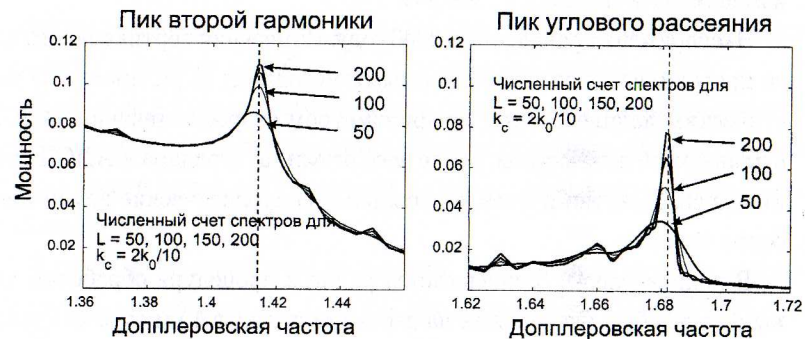 Пик второй гармоники
0.12
0.1
0.08
0.06
0.04
0.02
Мощность
200
100
50
Численный счет спектров для
L = 50, 100, 150, 200
k_c = 2k_0/10
1.36
1.38
1.4
1.42
1.44
Допплеровская частота
Пик углового рассеяния
0.12
0.1
0.08
0.06
0.04
0.02
Численный счет спектров для
L = 50, 100, 150, 200
k_c = 2k_0/10
200
100
50
1.62
1.64
1.66
1.68
1.7
1.72
Допплеровская частота